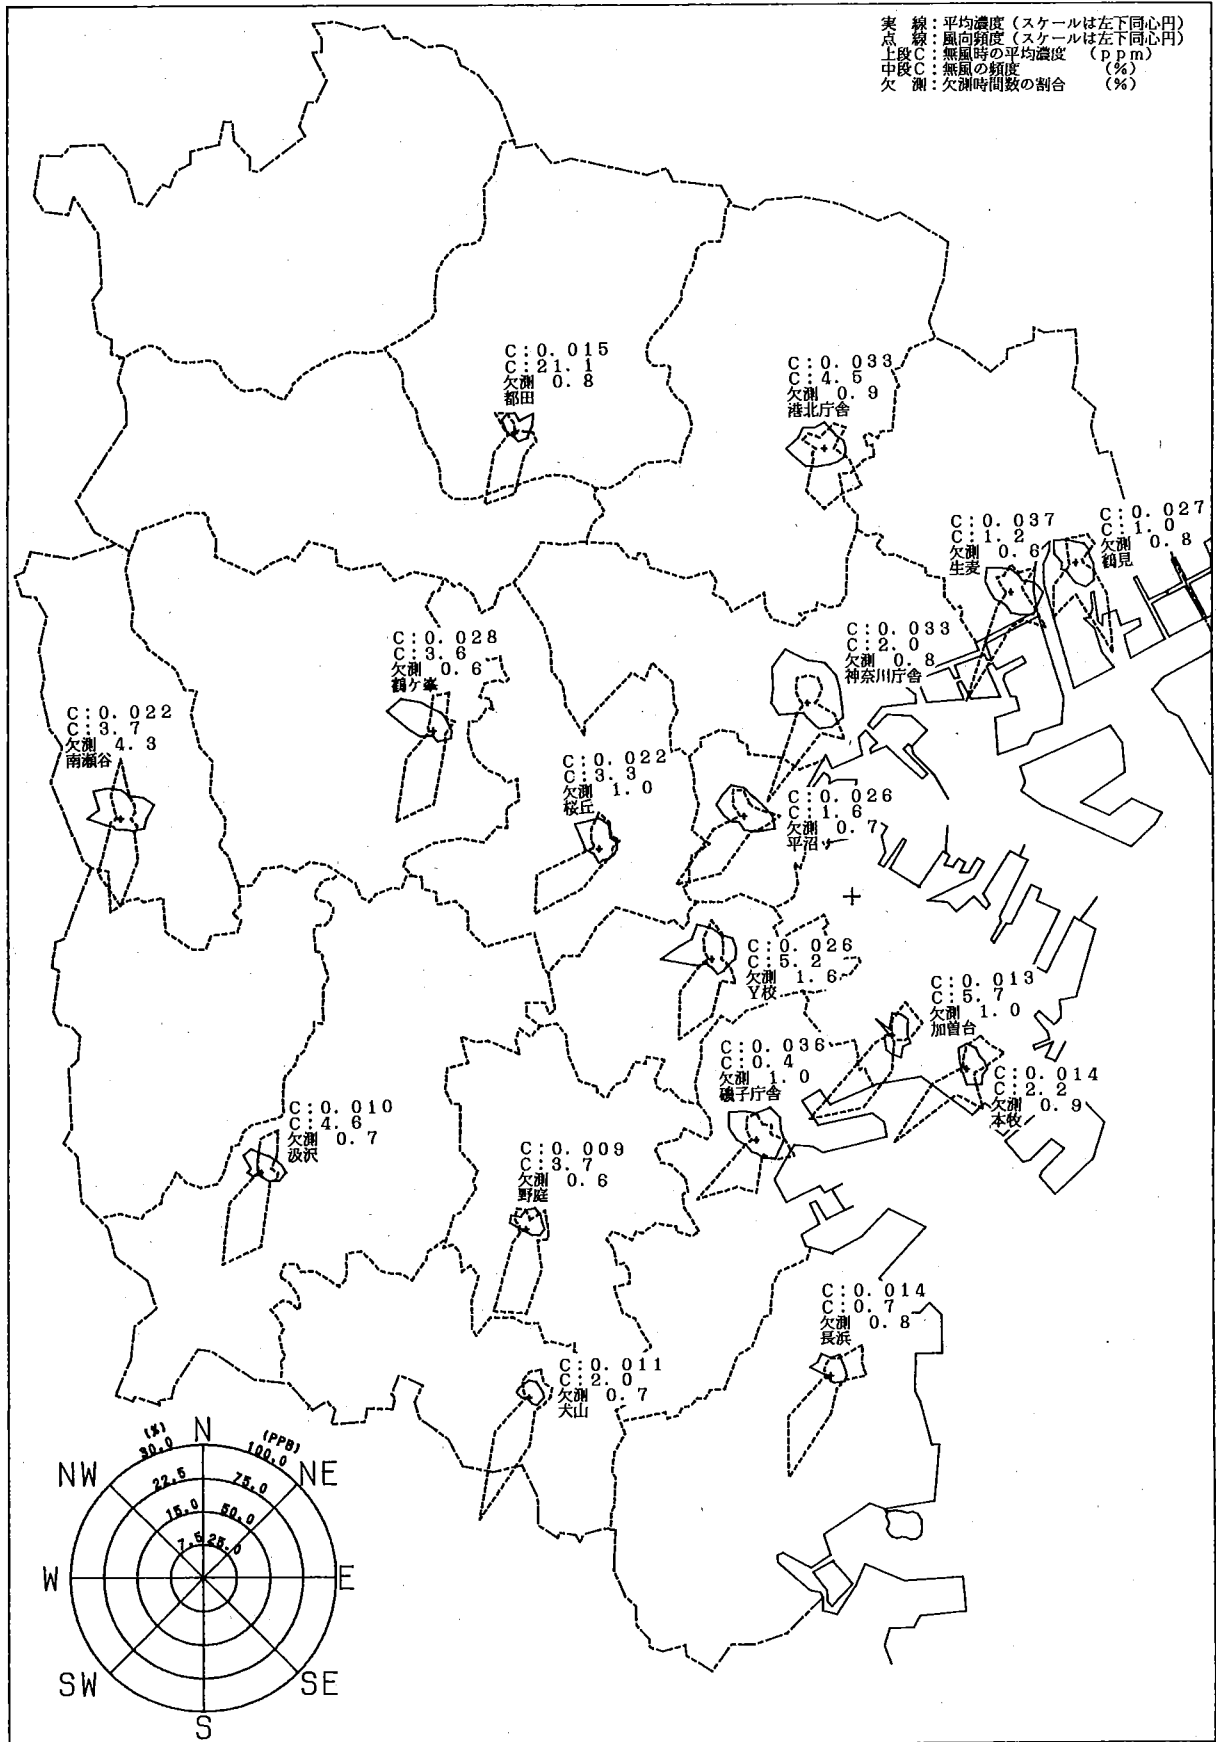 実 線：平均濃度（スケールは左下同心円）
点 線：風向頻度（スケールは左下同心円）
上段C：無風時の平均濃度 （ppm）
中段C：無風の頻度 （％）
欠 測：欠測時間数の割合 （％）
C：0．015
C：21．1
欠測 0．8
都田
C：0．033
C：4．5
欠測 0．9
港北庁舎
C：0．037
C：1．2
欠測 0．6
生麦
C：0．027
C：1．0
欠測 0．8
鶴見
C：0．028
C：3．6
欠測 0．6
鶴ケ峯
C：0．033
C：2．0
欠測 0．8
神奈川庁舎
C：0．022
C：3．7
欠測 4．3
南瀬谷
C：0．022
C：3．3
欠測 1．0
桜丘
C：0．026
C：1．6
欠測 0．7
平沼
C：0．026
C：5．2
欠測 1．6
Y校
C：0．013
C：5．7
欠測 1．0
加曽台
C：0．036
C：0．4
欠測 1．0
磯子庁舎
C：0．014
C：2．2
欠測 0．9
本牧
C：0．010
C：4．6
欠測 0．7
汲沢
C：0．009
C：3．7
欠測 0．6
野庭
C：0．014
C：0．7
欠測 0．8
長浜
C：0．011
C：2．0
欠測 0．7
犬山
(%) (PPB)
30.0 N 100.0
NW 22.5 75.0 NE
15.0 50.0
7.5 25.0
W E
SW SE
S